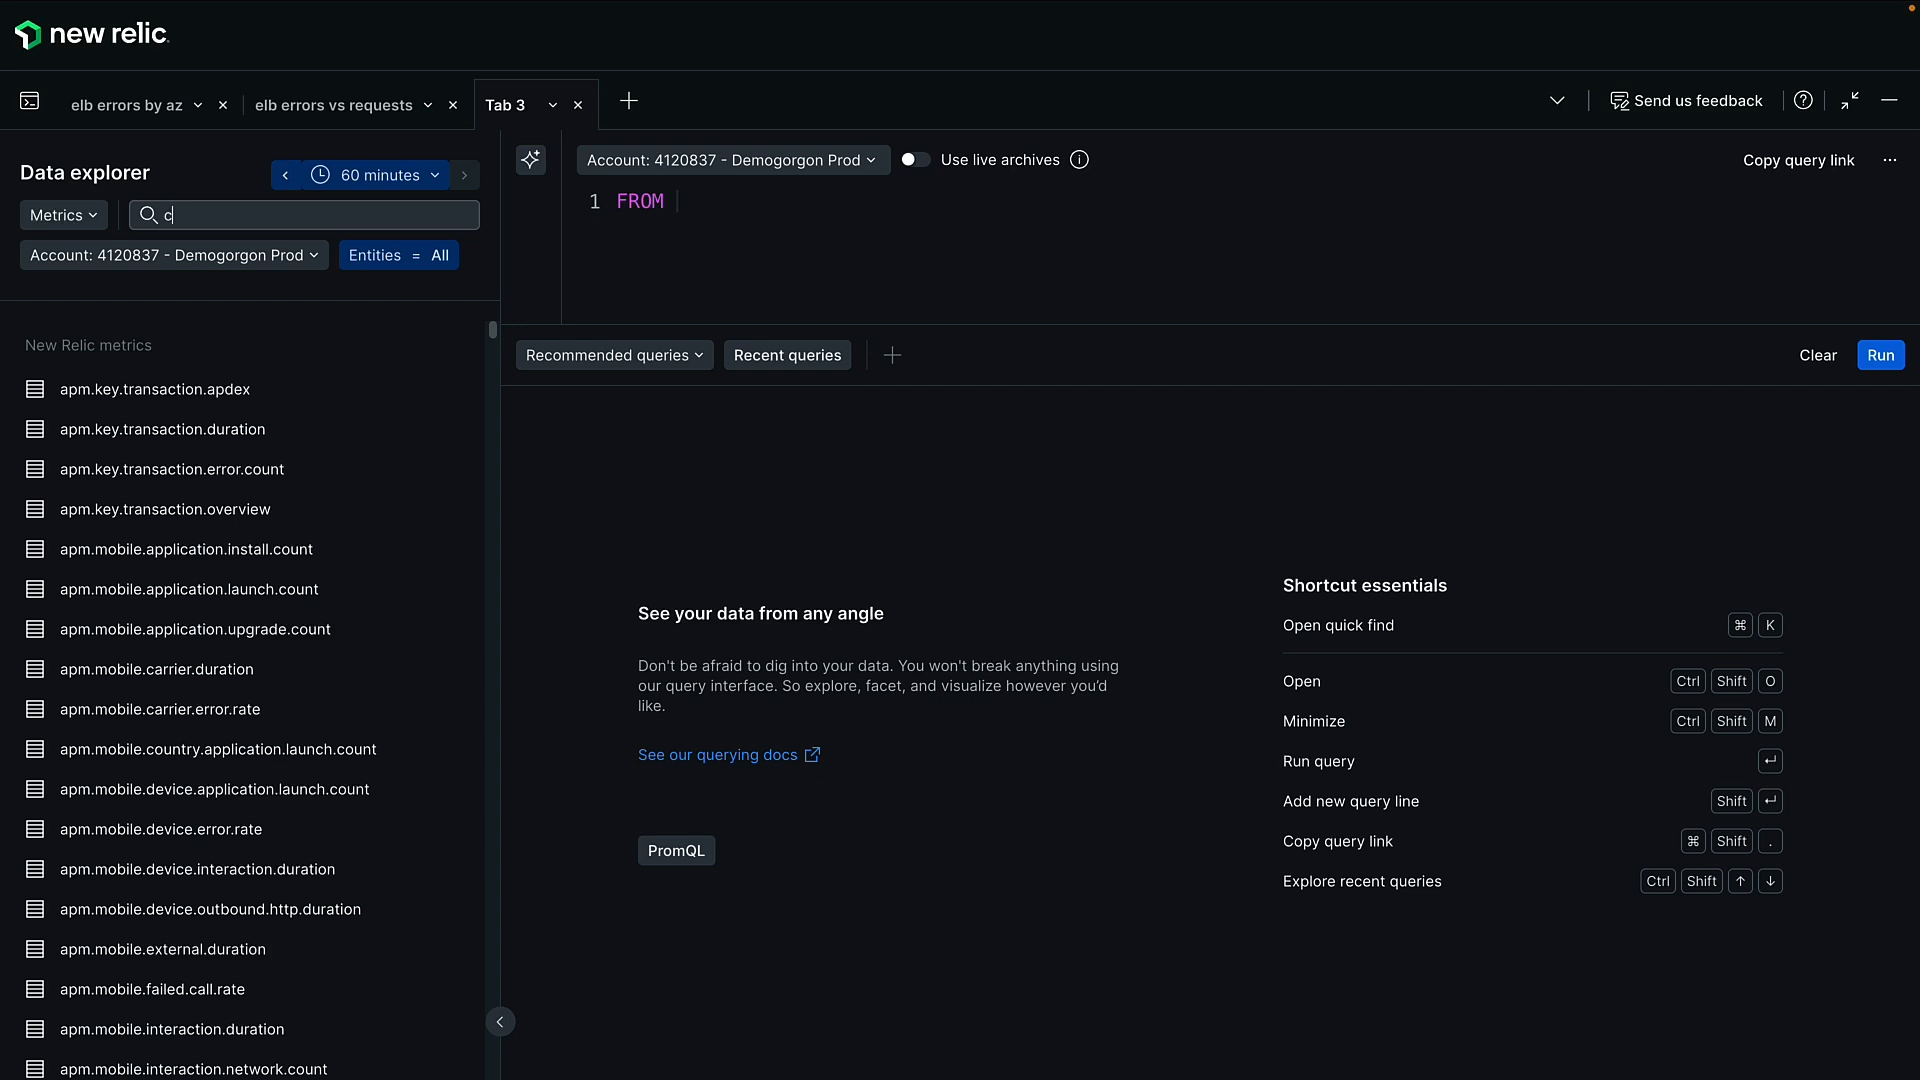 new relic.
elb errors by az
elb errors vs requests
Tab 3
Send us feedback
Data explorer
60 minutes
Metrics
c
Account: 4120837 - Demogorgon Prod
Entities = All
Account: 4120837 - Demogorgon Prod
Use live archives
Copy query link
1 FROM
Recommended queries
Recent queries
Clear
Run
New Relic metrics
apm.key.transaction.apdex
apm.key.transaction.duration
apm.key.transaction.error.count
apm.key.transaction.overview
apm.mobile.application.install.count
apm.mobile.application.launch.count
apm.mobile.application.upgrade.count
apm.mobile.carrier.duration
apm.mobile.carrier.error.rate
apm.mobile.country.application.launch.count
apm.mobile.device.application.launch.count
apm.mobile.device.error.rate
apm.mobile.device.interaction.duration
apm.mobile.device.outbound.http.duration
apm.mobile.external.duration
apm.mobile.failed.call.rate
apm.mobile.interaction.duration
apm.mobile.interaction.network.count
See your data from any angle
Don't be afraid to dig into your data. You won't break anything using
our query interface. So explore, facet, and visualize however you’d
like.
See our querying docs
PromQL
Shortcut essentials
Open quick find ⌘ K
Open Ctrl Shift O
Minimize Ctrl Shift M
Run query ↵
Add new query line Shift ↵
Copy query link ⌘ Shift .
Explore recent queries Ctrl Shift ↑ ↓